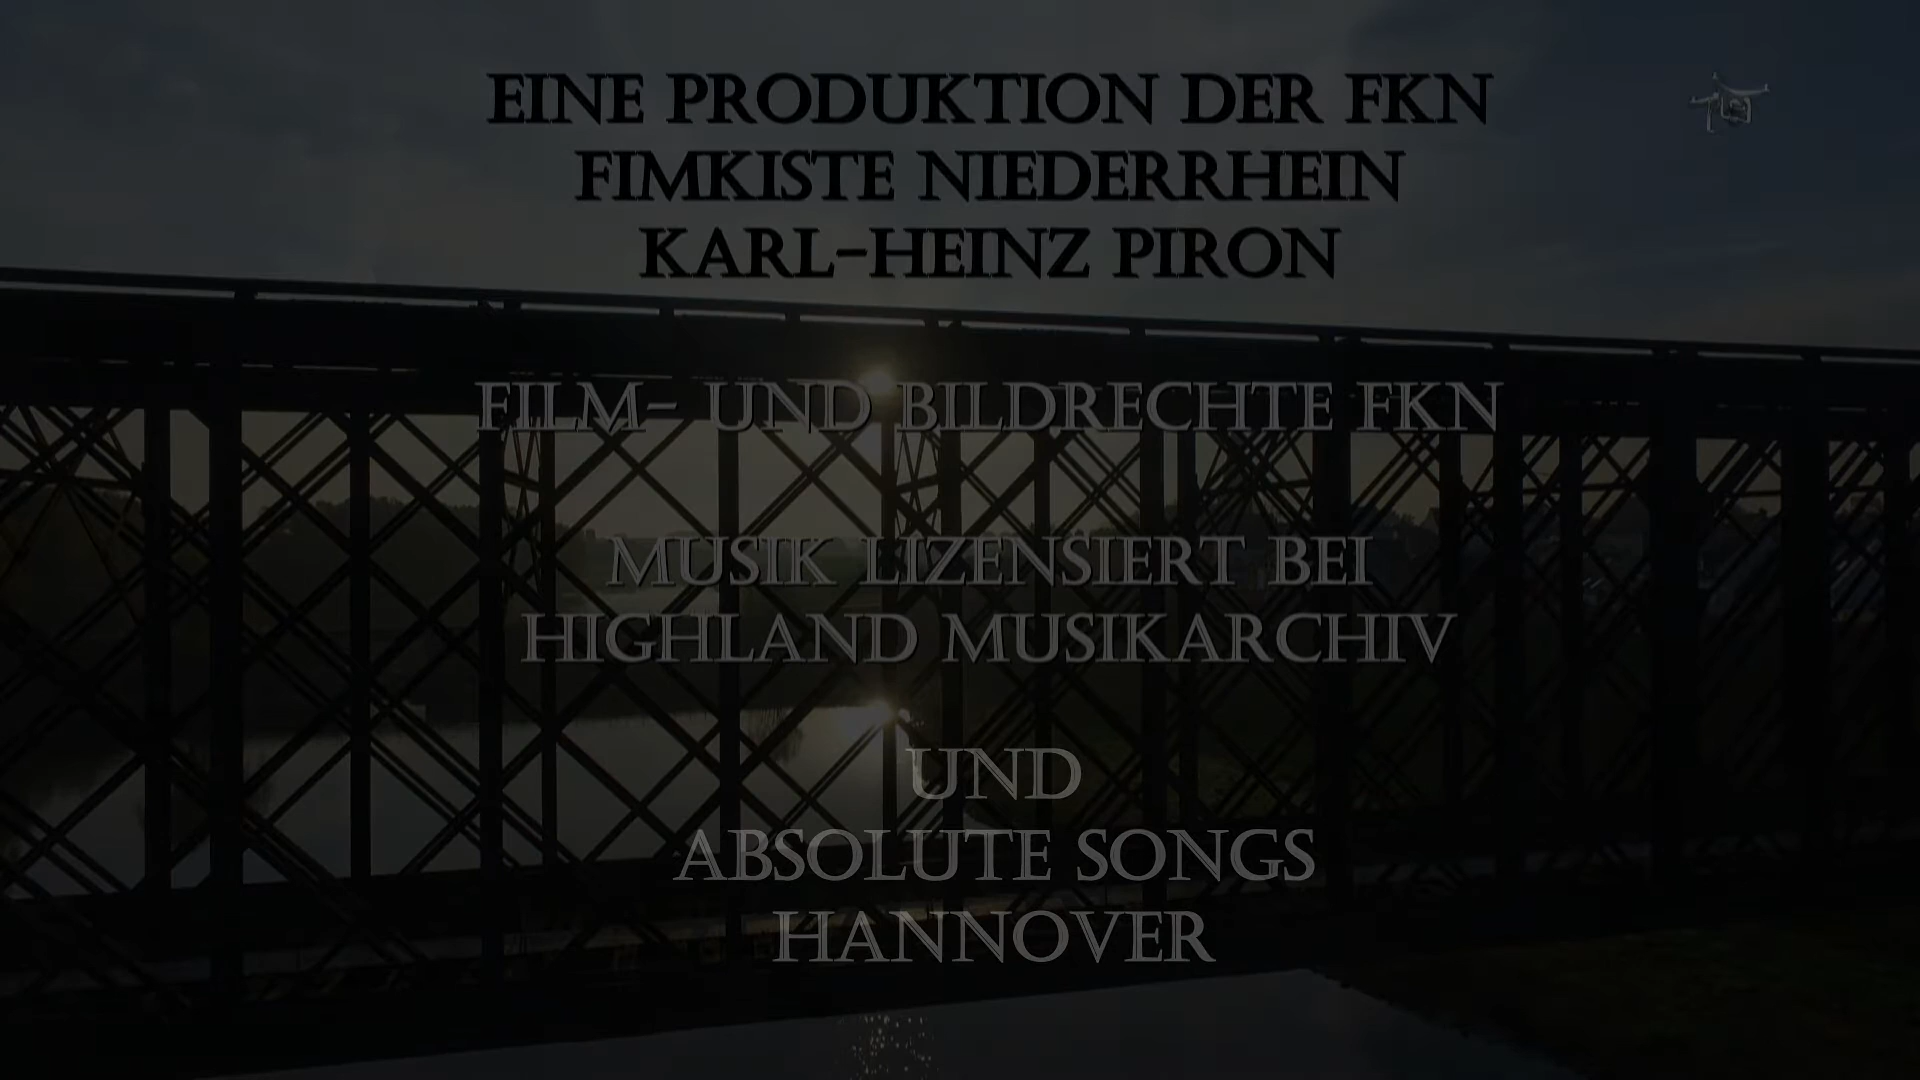 EINE PRODUKTION DER FKN
FIMKISTE NIEDERRHEIN
KARL-HEINZ PIRON
FILM- UND BILDRECHTE FKN
MUSIK LIZENSIERT BEI
HIGHLAND MUSIKARCHIV
UND
ABSOLUTE SONGS
HANNOVER